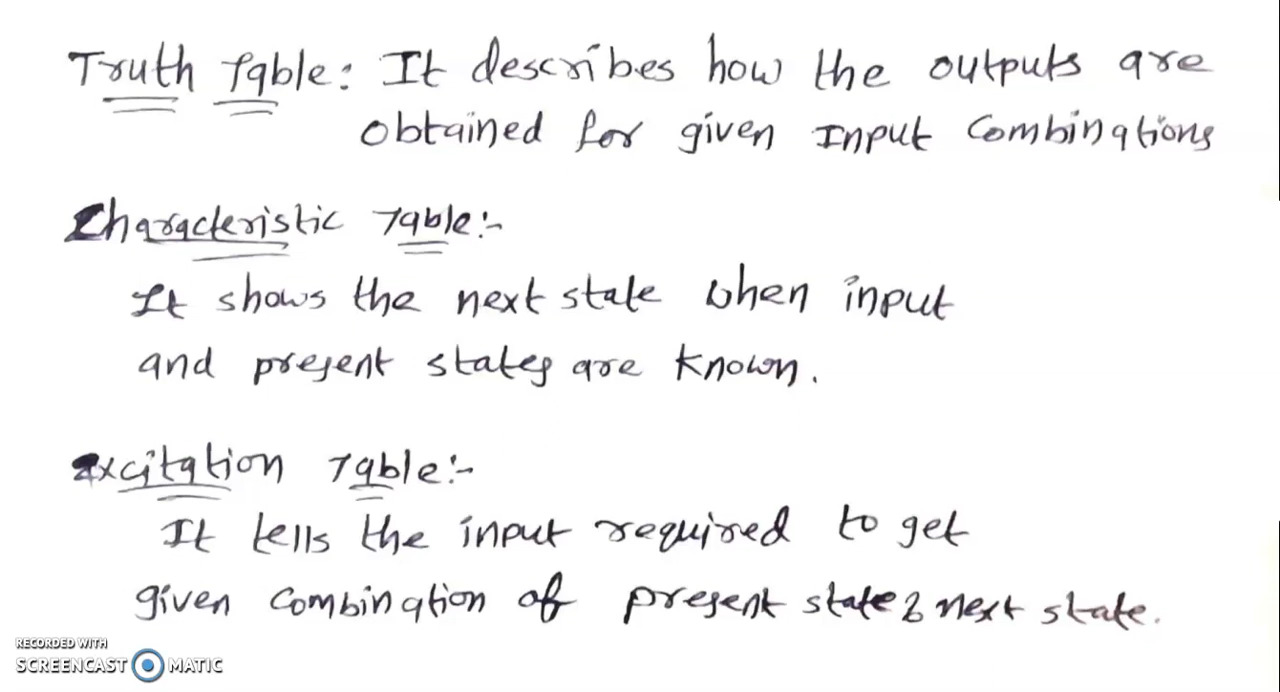 Truth Table: It describes how the outputs are
obtained for given Input Combinations
Characteristic Table:-
It shows the next state when input
and present states are known.
Excitation Table:-
It tells the input required to get
given combination of present state & next state.
RECORDED WITH
SCREENCAST MATIC